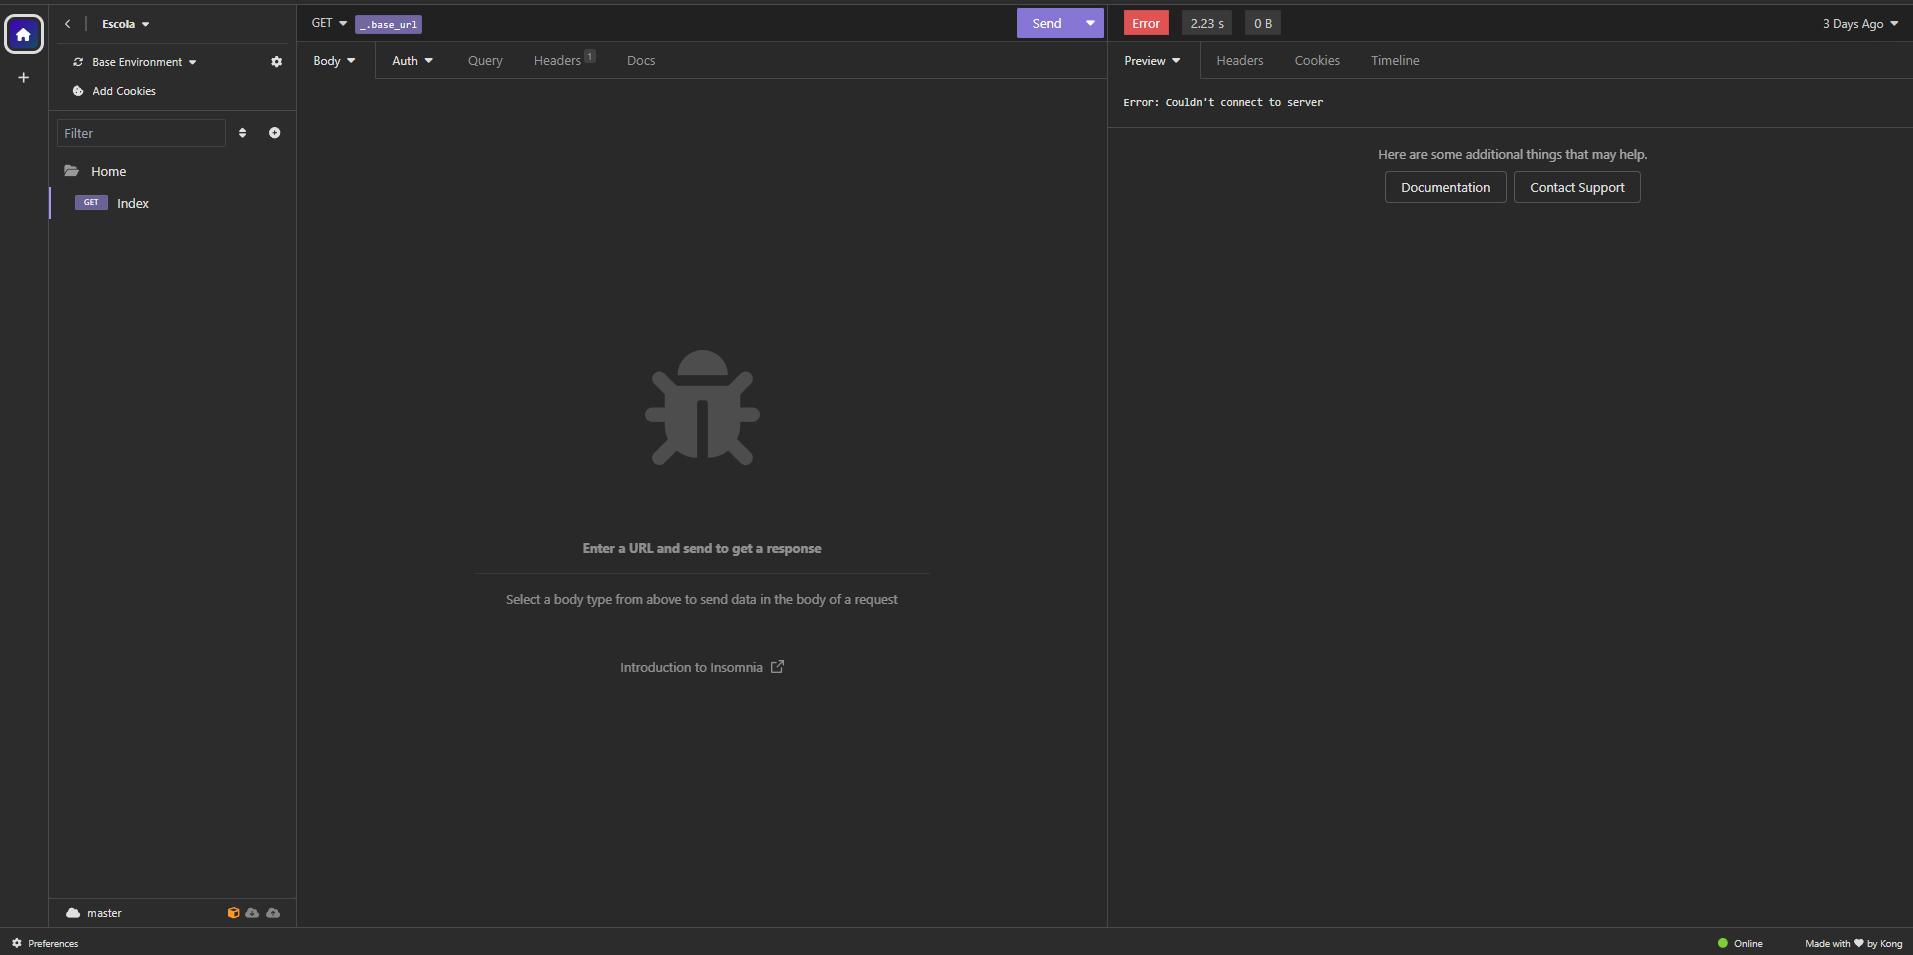 Escola
Base Environment
Add Cookies
Filter
Home
GET Index
master
Preferences
GET _.base_url Send
Body Auth Query Headers 1 Docs
Enter a URL and send to get a response
Select a body type from above to send data in the body of a request
Introduction to Insomnia
Error 2.23 s 0 B 3 Days Ago
Preview Headers Cookies Timeline
Error: Couldn't connect to server
Here are some additional things that may help.
Documentation Contact Support
Online Made with by Kong